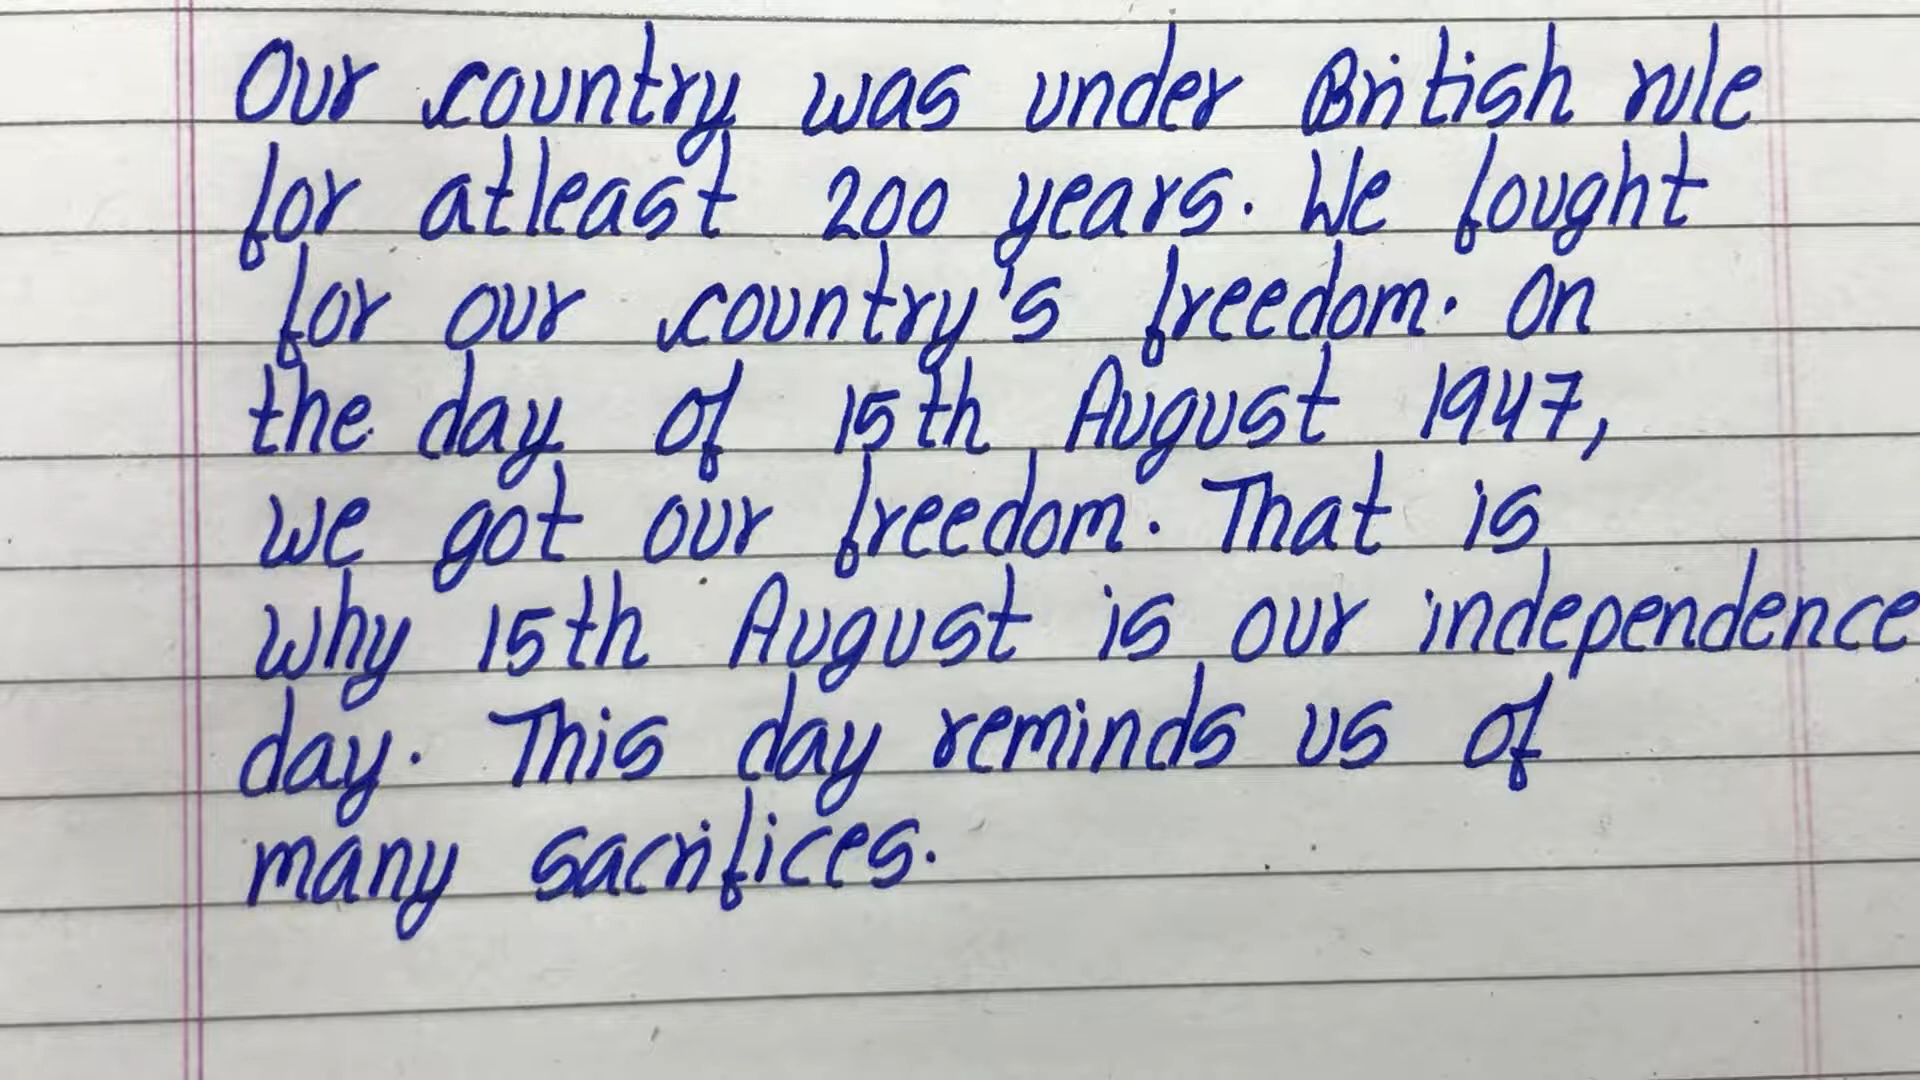 Our country was under British rule
for atleast 200 years. We fought
for our country's freedom. On
the day of 15th August 1947,
we got our freedom. That is
why 15th August is our independence
day. This day reminds us of
many sacrifices.